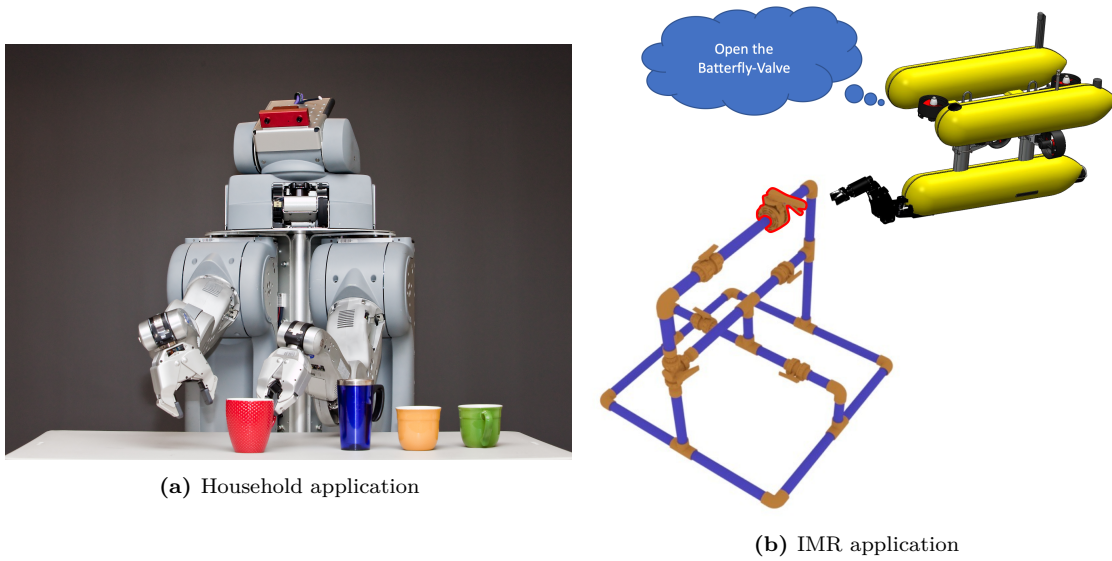 Open the
Batterfly-Valve
(a) Household application
(b) IMR application